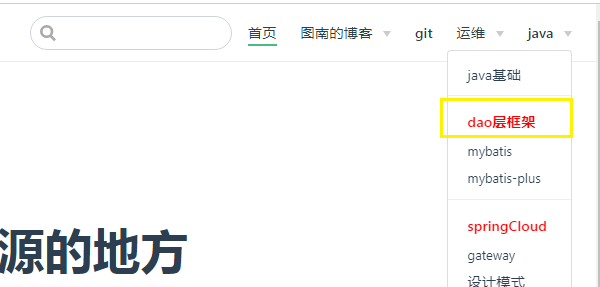 首页 图南的博客 git 运维 java
java基础
dao层框架
mybatis
mybatis-plus
springCloud
gateway
设计模式
源的地方